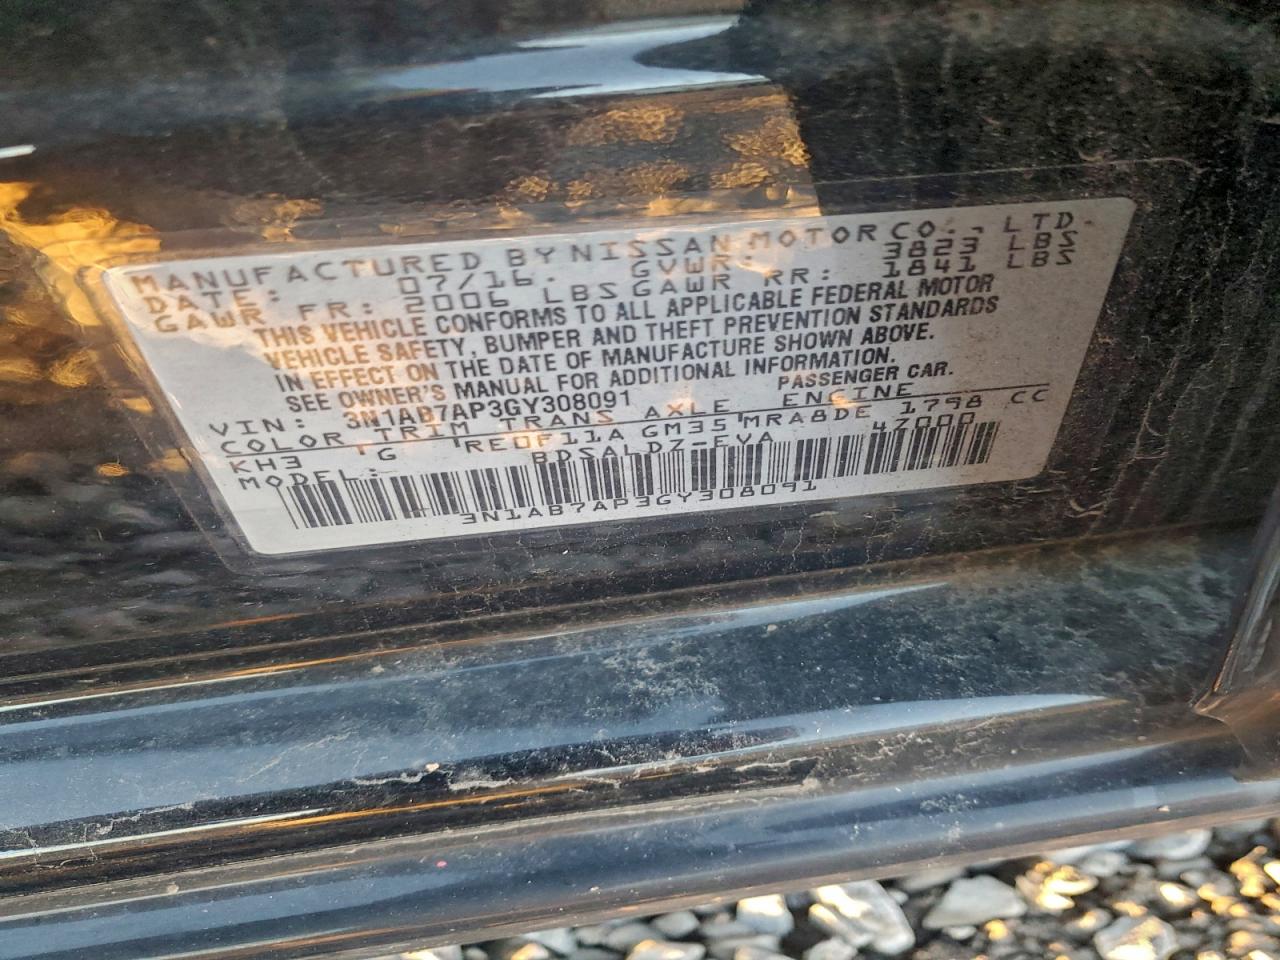 MANUFACTURED BY NISSAN MOTOR CO., LTD.
DATE: 07/16 GVWR: 3823 LBS
GAWR FR: 2006 LBS GAWR RR: 1841 LBS
THIS VEHICLE CONFORMS TO ALL APPLICABLE FEDERAL MOTOR
VEHICLE SAFETY, BUMPER AND THEFT PREVENTION STANDARDS
IN EFFECT ON THE DATE OF MANUFACTURE SHOWN ABOVE.
SEE OWNER'S MANUAL FOR ADDITIONAL INFORMATION.
VIN: 3N1AB7AP3GY308091 PASSENGER CAR.
COLOR TRIM TRANS AXLE ENGINE
KH3 G RE0F11A GM35 MRA8DE 1798 CC
MODEL: BDSALDZ-EVA 47000
3N1AB7AP3GY308091